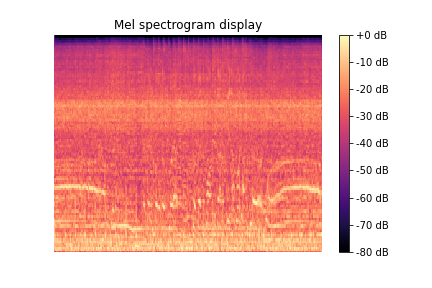 Mel spectrogram display
+0 dB
-10 dB
-20 dB
-30 dB
-40 dB
-50 dB
-60 dB
-70 dB
-80 dB